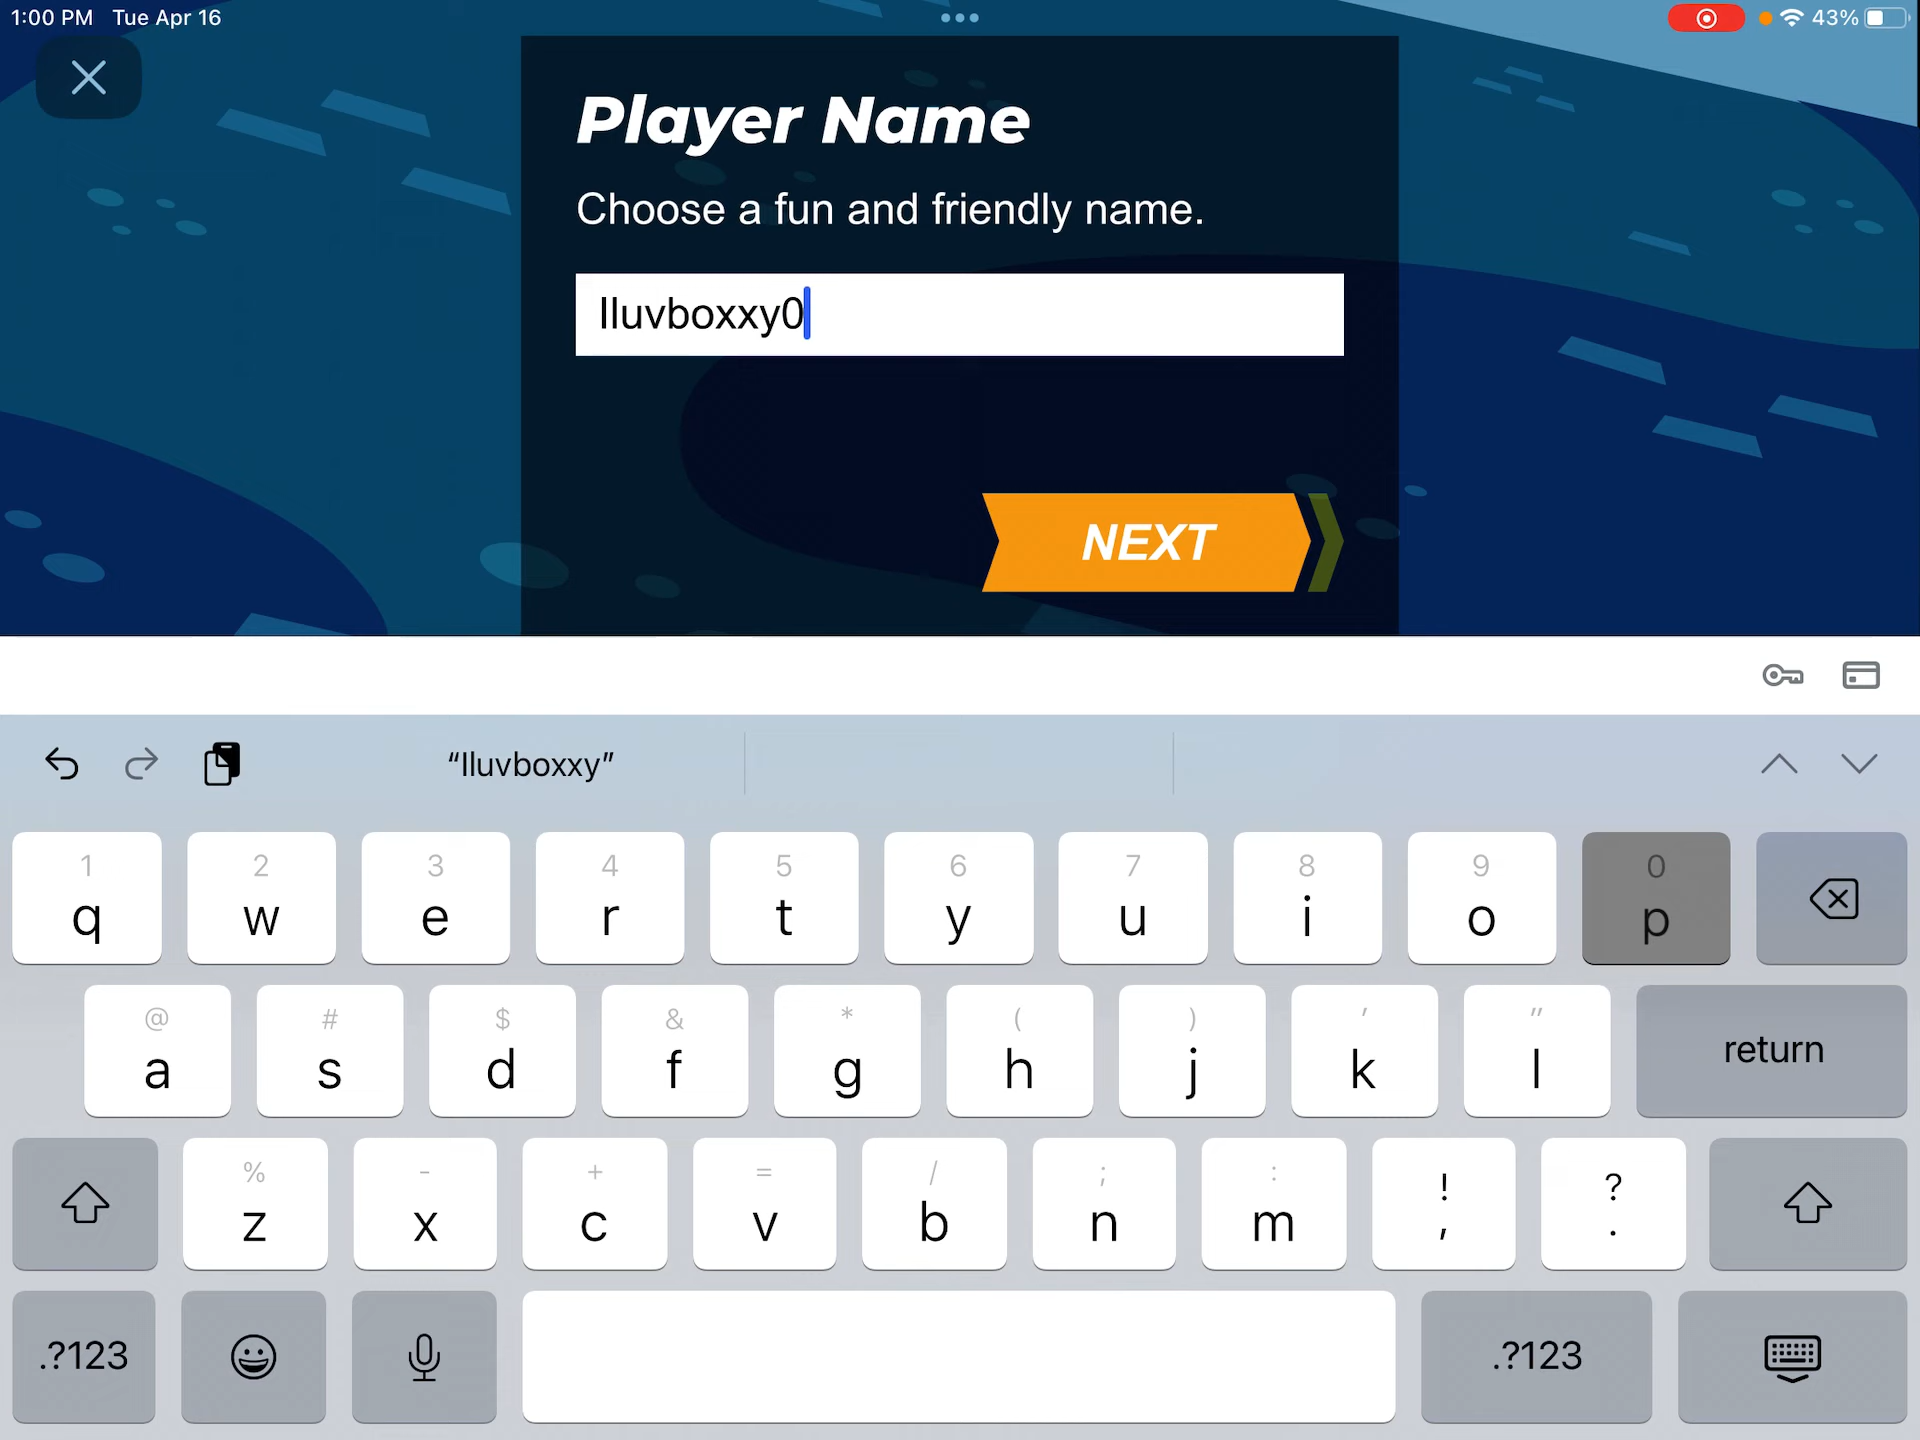 1:00 PM Tue Apr 16
43%
Player Name
Choose a fun and friendly name.
Iluvboxxy0
NEXT
“Iluvboxxy”
1 2 3 4 5 6 7 8 9 0
q w e r t y u i o p
@ # $ & * ( ) ' "
a s d f g h j k l return
% - + = / ; : ! ?
z x c v b n m , .
.?123 .?123